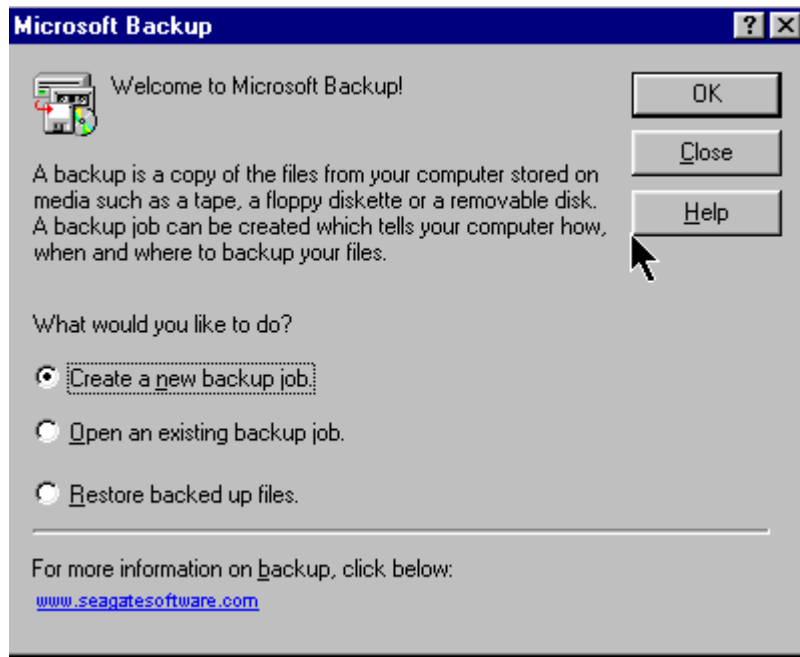 Microsoft Backup
Welcome to Microsoft Backup!
OK
Close
Help
A backup is a copy of the files from your computer stored on
media such as a tape, a floppy diskette or a removable disk.
A backup job can be created which tells your computer how,
when and where to backup your files.
What would you like to do?
Create a new backup job.
Open an existing backup job.
Restore backed up files.
For more information on backup, click below:
www.seagatesoftware.com